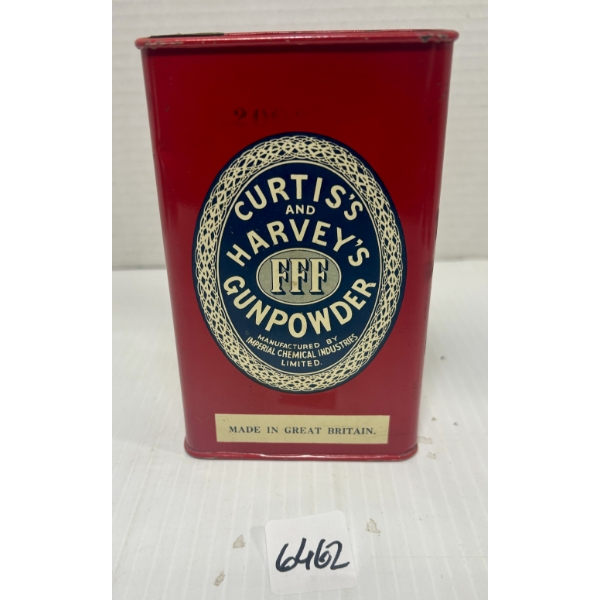 CURTIS'S
AND
HARVEY'S
FFF
GUNPOWDER
MANUFACTURED BY
IMPERIAL CHEMICAL INDUSTRIES
LIMITED.
MADE IN GREAT BRITAIN.
6462